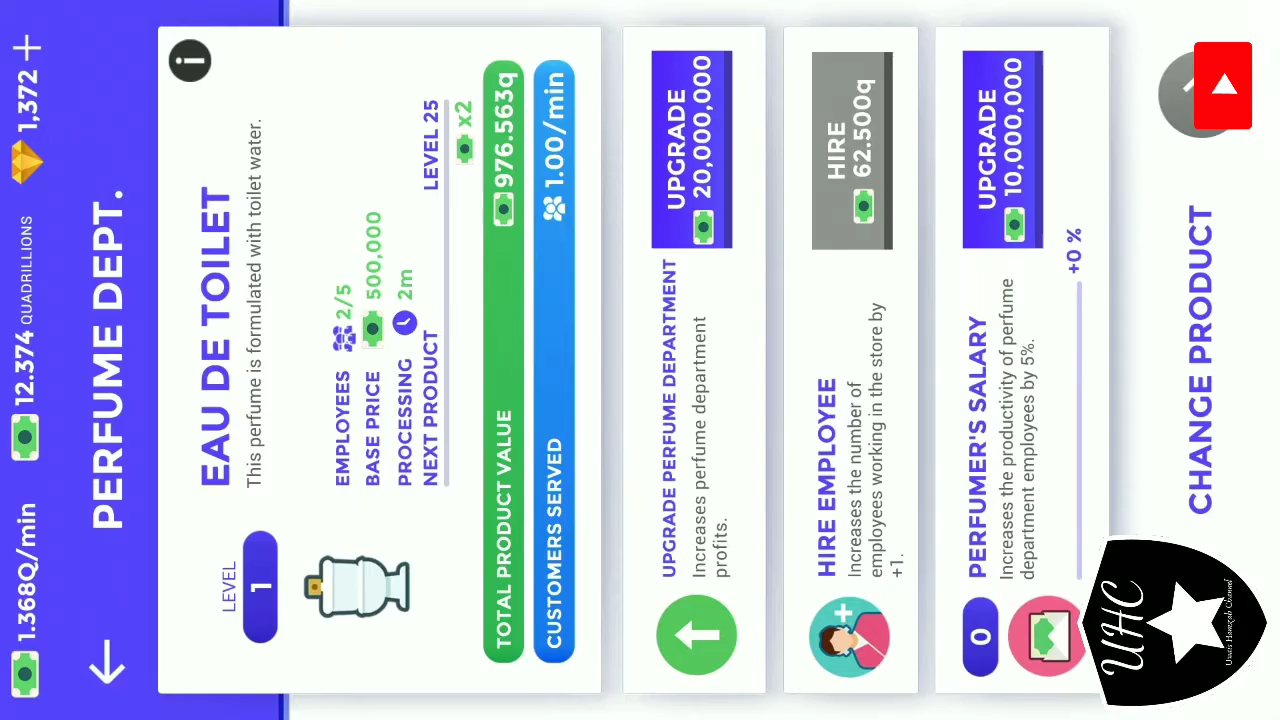 1.368Q/min 12.374 QUADRILLIONS 1,372 +
PERFUME DEPT.
i
LEVEL
1
EAU DE TOILET
This perfume is formulated with toilet water.
EMPLOYEES 2/5
BASE PRICE 500,000
PROCESSING 2m
NEXT PRODUCT LEVEL 25
x2
TOTAL PRODUCT VALUE 976.563q
CUSTOMERS SERVED 1.00/min
UPGRADE PERFUME DEPARTMENT
Increases perfume department
profits.
UPGRADE
20,000,000
HIRE EMPLOYEE
Increases the number of
employees working in the store by
+1.
HIRE
62.500q
0
PERFUMER'S SALARY
Increases the productivity of perfume
department employees by 5%.
+0 %
UPGRADE
10,000,000
CHANGE PRODUCT
UHC
Uwais Hamzah Channel